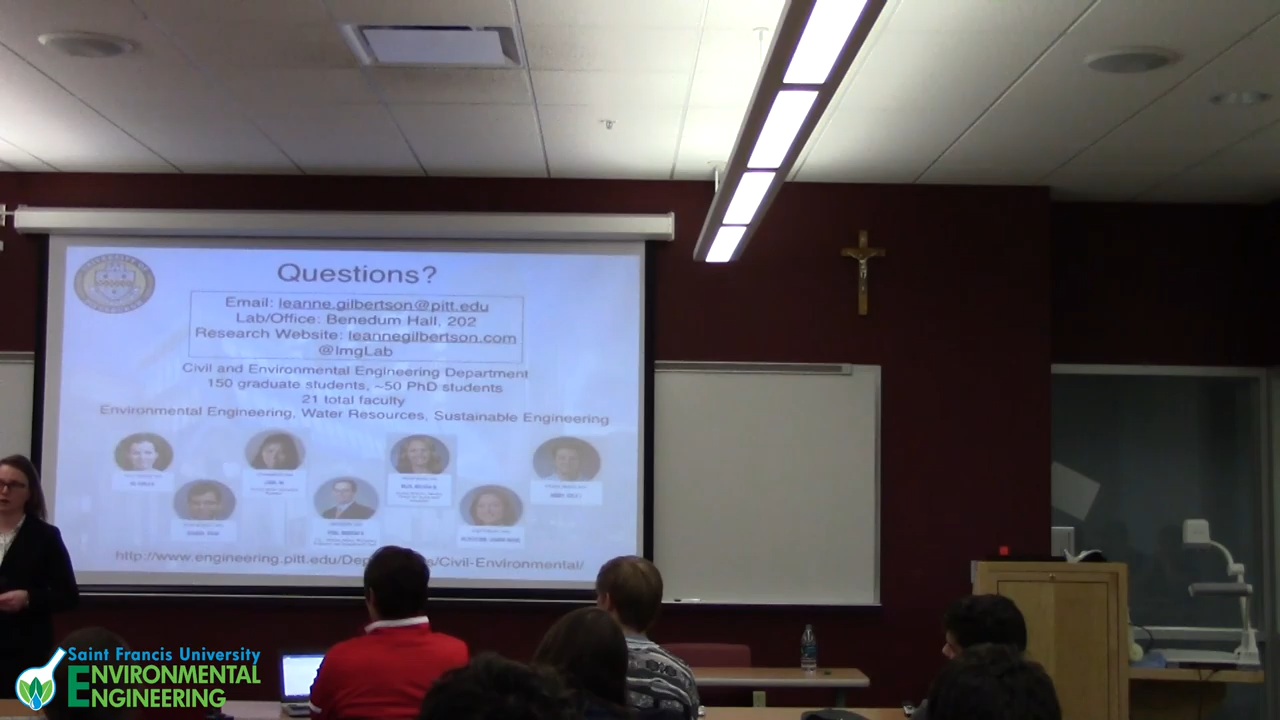 Questions?
Email: leanne.gilbertson@pitt.edu
Lab/Office: Benedum Hall, 202
Research Website: leannegilbertson.com
@lmgLab
Civil and Environmental Engineering Department
150 graduate students, ~50 PhD students
21 total faculty
Environmental Engineering, Water Resources, Sustainable Engineering
http://www.engineering.pitt.edu/Dep s/Civil-Environmental/
Saint Francis University
ENVIRONMENTAL
ENGINEERING